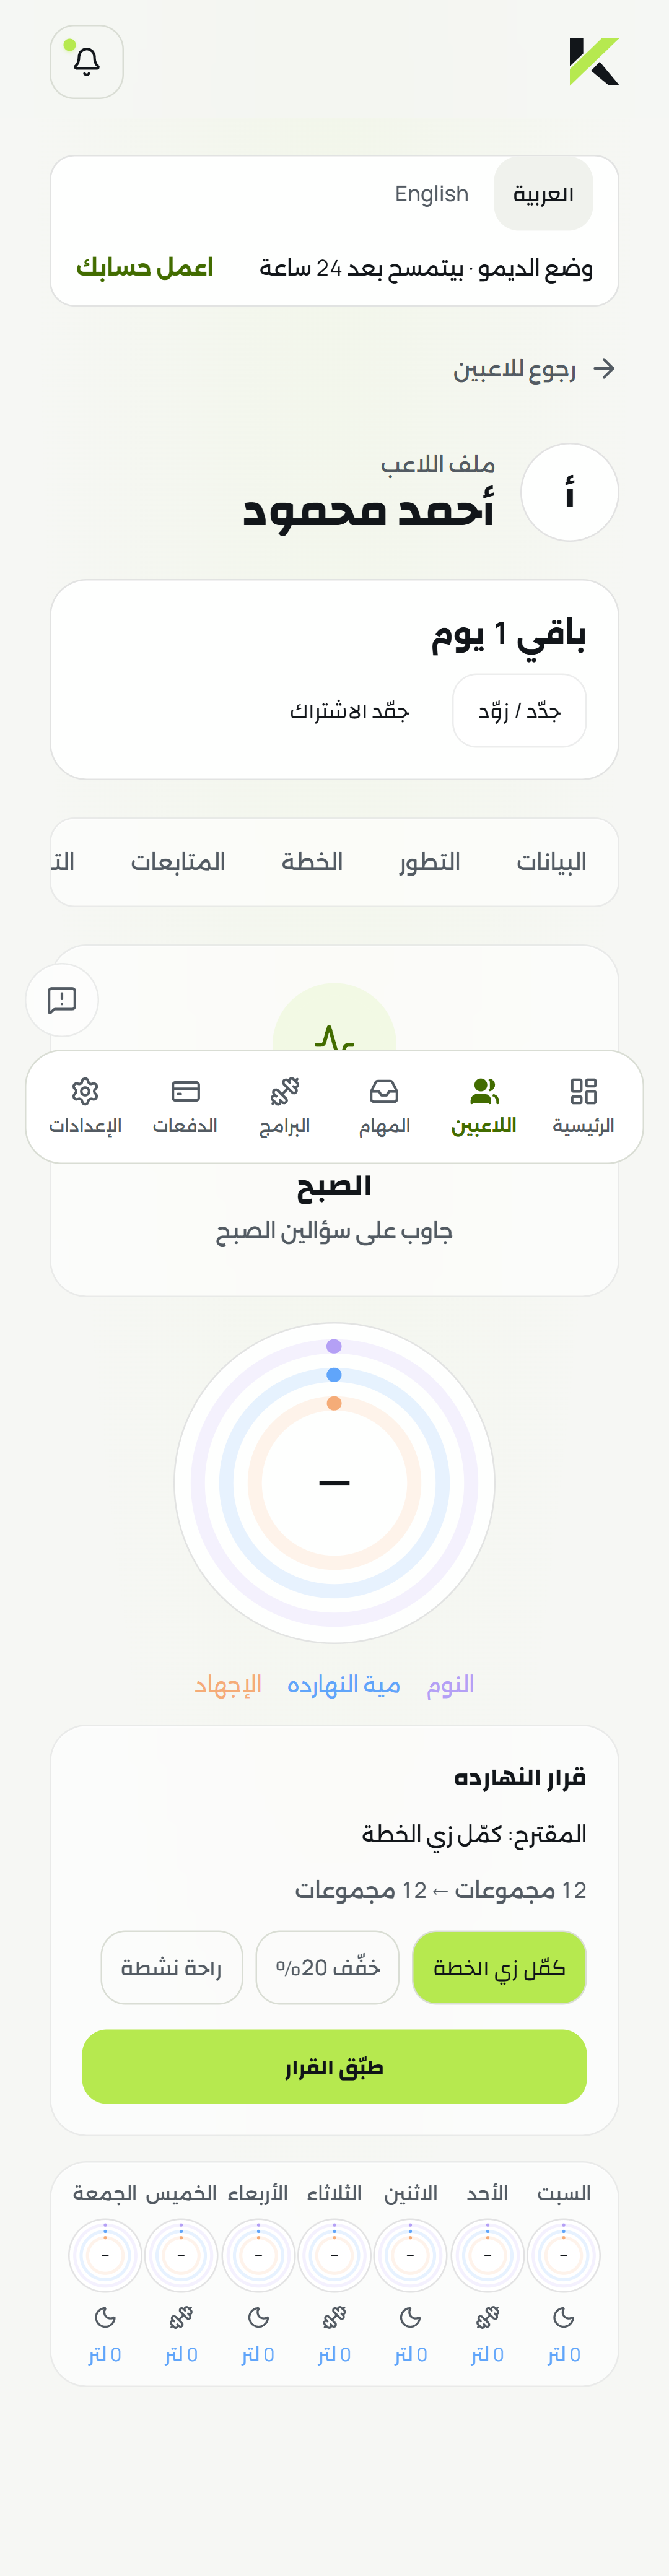 العربية English
وضع الديمو · بيتمسح بعد 24 ساعة اعمل حسابك
رجوع للاعبين
أ
ملف اللاعب
أحمد محمود
باقي 1 يوم
جدّد / زوّد جمّد الاشتراك
البيانات التطور الخطة المتابعات
الرئيسية اللاعبين المهام البرامج الدفعات الإعدادات
الصبح
جاوب على سؤالين الصبح
—
النوم مية النهارده الإجهاد
قرار النهارده
المقترح: كمّل زي الخطة
12 مجموعات ← 12 مجموعات
كمّل زي الخطة خفّف 20% راحة نشطة
طبّق القرار
السبت الأحد الاثنين الثلاثاء الأربعاء الخميس الجمعة
– – – – – – –
0 لتر 0 لتر 0 لتر 0 لتر 0 لتر 0 لتر 0 لتر